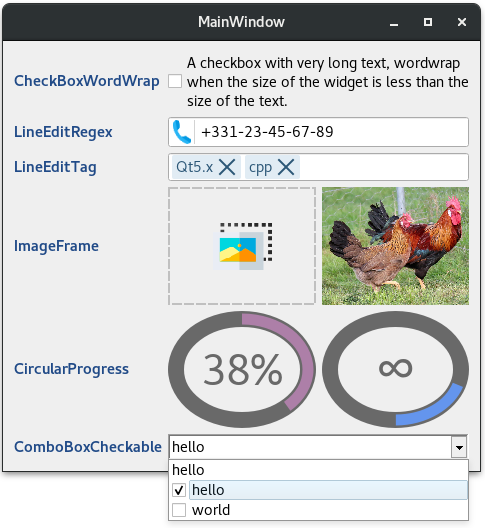 MainWindow
CheckBoxWordWrap
A checkbox with very long text, wordwrap
when the size of the widget is less than the
size of the text.
LineEditRegex
+331-23-45-67-89
LineEditTag
Qt5.x cpp
ImageFrame
CircularProgress
38% ∞
ComboBoxCheckable
hello
hello
hello
world